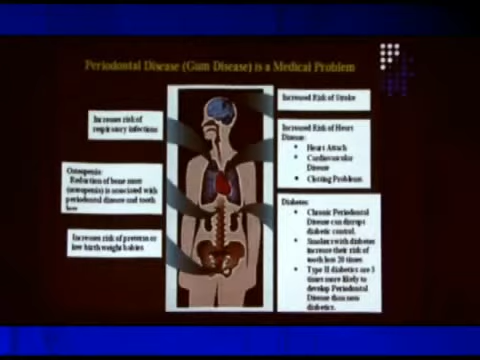 Periodontal Disease (Gum Disease) is a Medical Problem
Increases risk of
respiratory infections
Osteopenia:
Reduction of bone mass
(osteopenia) is associated with
periodontal disease and tooth
loss
Increases risk of preterm or
low birth weight babies
Increased Risk of Stroke
Increased Risk of Heart
Disease:
• Heart Attach
• Cardiovascular
Disease
• Clotting Problems
Diabetes:
• Chronic Periodontal
Disease can disrupt
diabetic control.
• Smokers with diabetes
increase their risk of
tooth loss 20 times
• Type II diabetics are 3
times more likely to
develop Periodontal
Disease than non-
diabetics.